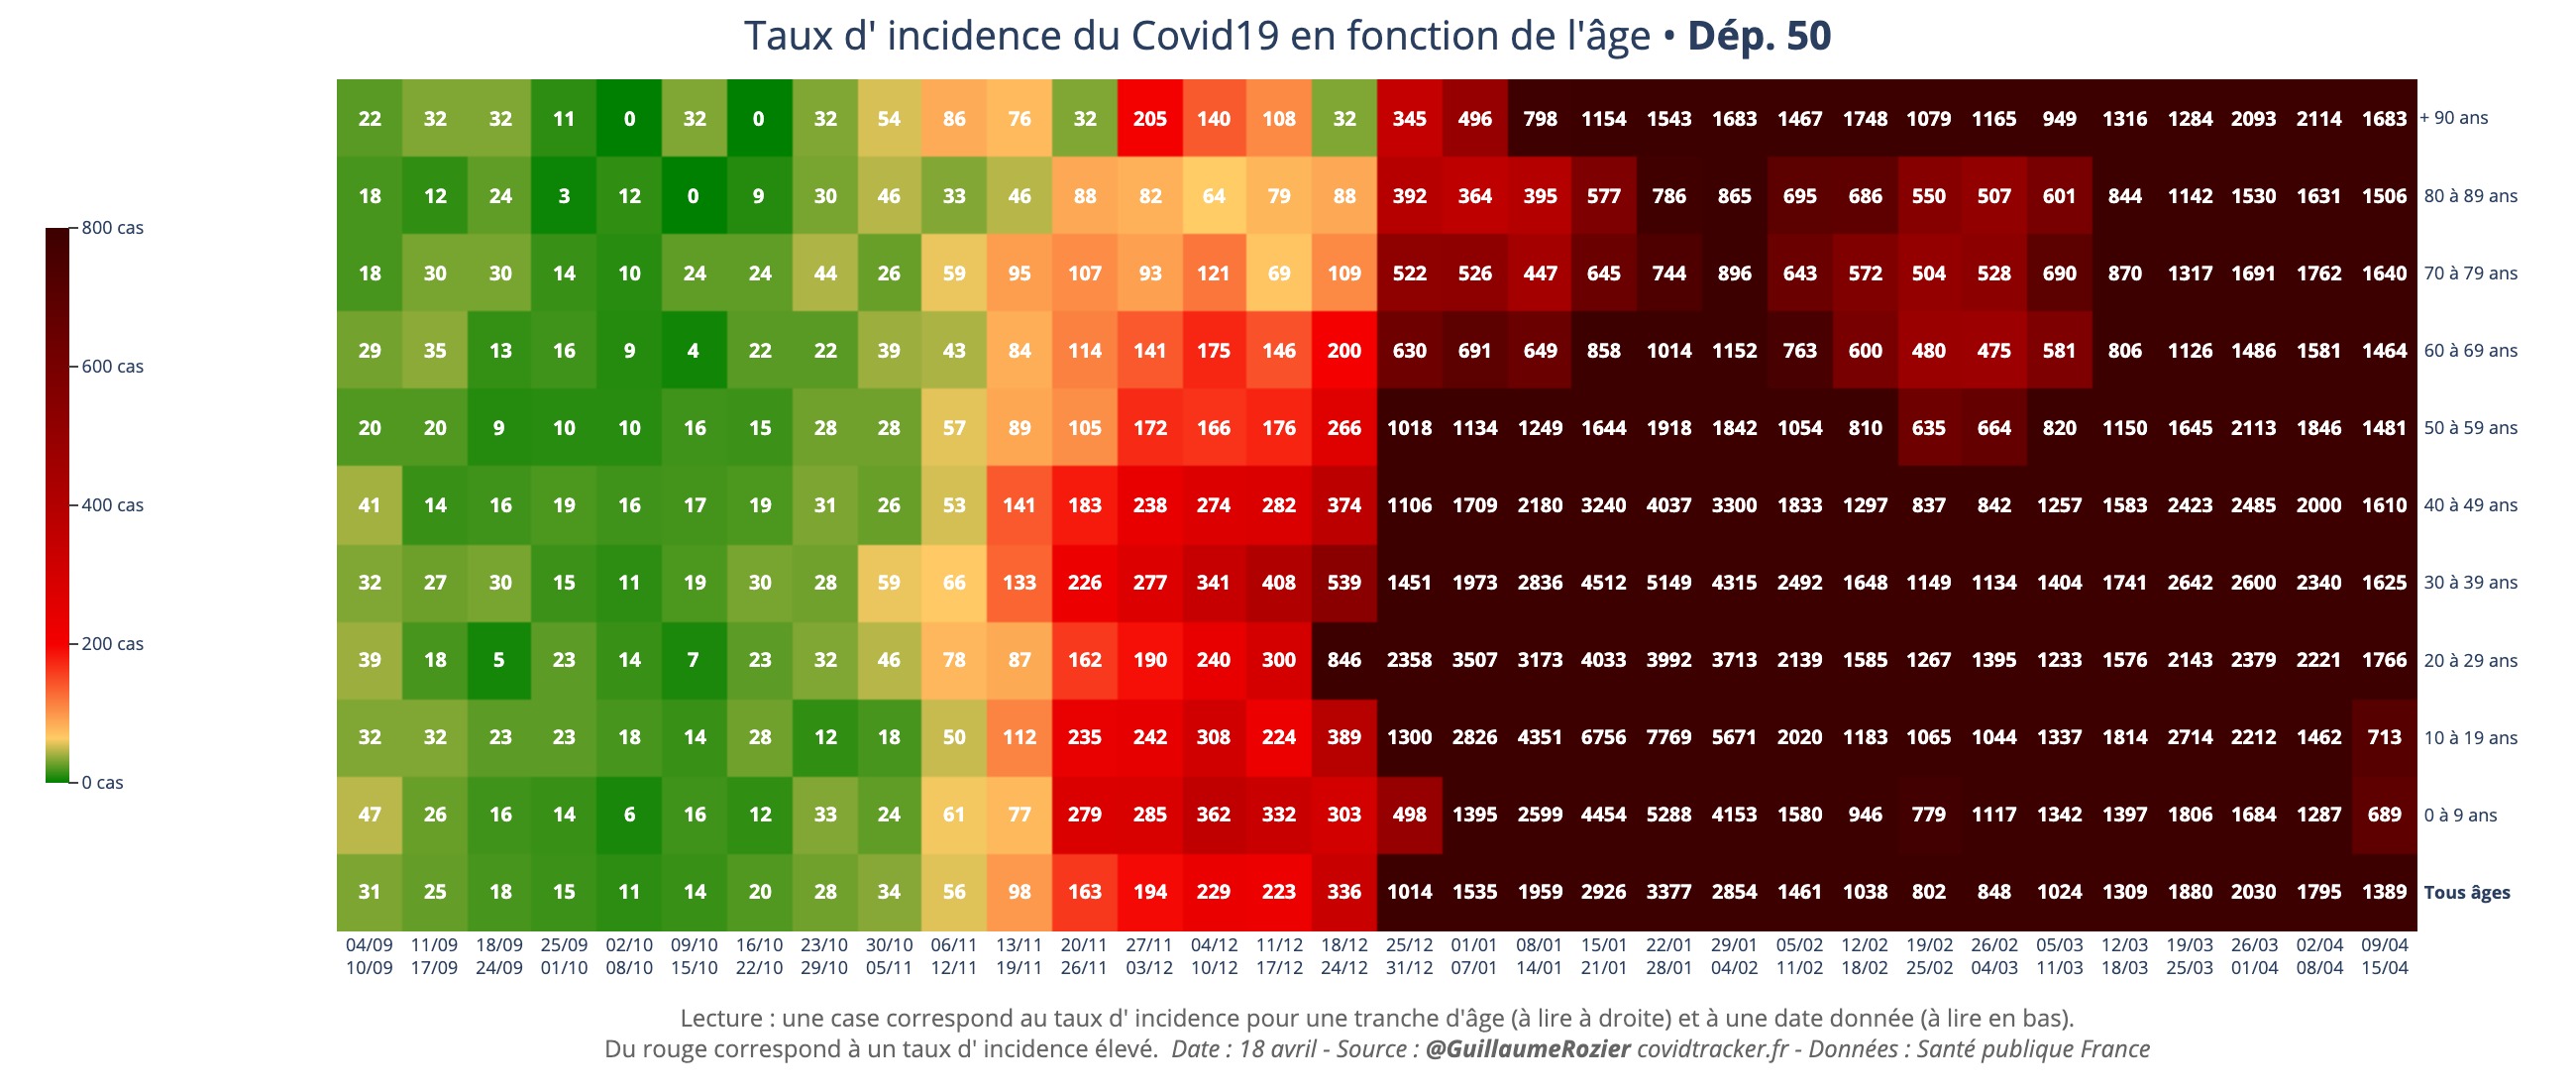 Taux d' incidence du Covid19 en fonction de l'âge • Dép. 50
800 cas
600 cas
400 cas
200 cas
0 cas
22 32 32 11 0 32 0 32 54 86 76 32 205 140 108 32 345 496 798 1154 1543 1683 1467 1748 1079 1165 949 1316 1284 2093 2114 1683 + 90 ans
18 12 24 3 12 0 9 30 46 33 46 88 82 64 79 88 392 364 395 577 786 865 695 686 550 507 601 844 1142 1530 1631 1506 80 à 89 ans
18 30 30 14 10 24 24 44 26 59 95 107 93 121 69 109 522 526 447 645 744 896 643 572 504 528 690 870 1317 1691 1762 1640 70 à 79 ans
29 35 13 16 9 4 22 22 39 43 84 114 141 175 146 200 630 691 649 858 1014 1152 763 600 480 475 581 806 1126 1486 1581 1464 60 à 69 ans
20 20 9 10 10 16 15 28 28 57 89 105 172 166 176 266 1018 1134 1249 1644 1918 1842 1054 810 635 664 820 1150 1645 2113 1846 1481 50 à 59 ans
41 14 16 19 16 17 19 31 26 53 141 183 238 274 282 374 1106 1709 2180 3240 4037 3300 1833 1297 837 842 1257 1583 2423 2485 2000 1610 40 à 49 ans
32 27 30 15 11 19 30 28 59 66 133 226 277 341 408 539 1451 1973 2836 4512 5149 4315 2492 1648 1149 1134 1404 1741 2642 2600 2340 1625 30 à 39 ans
39 18 5 23 14 7 23 32 46 78 87 162 190 240 300 846 2358 3507 3173 4033 3992 3713 2139 1585 1267 1395 1233 1576 2143 2379 2221 1766 20 à 29 ans
32 32 23 23 18 14 28 12 18 50 112 235 242 308 224 389 1300 2826 4351 6756 7769 5671 2020 1183 1065 1044 1337 1814 2714 2212 1462 713 10 à 19 ans
47 26 16 14 6 16 12 33 24 61 77 279 285 362 332 303 498 1395 2599 4454 5288 4153 1580 946 779 1117 1342 1397 1806 1684 1287 689 0 à 9 ans
31 25 18 15 11 14 20 28 34 56 98 163 194 229 223 336 1014 1535 1959 2926 3377 2854 1461 1038 802 848 1024 1309 1880 2030 1795 1389 Tous âges
04/09 11/09 18/09 25/09 02/10 09/10 16/10 23/10 30/10 06/11 13/11 20/11 27/11 04/12 11/12 18/12 25/12 01/01 08/01 15/01 22/01 29/01 05/02 12/02 19/02 26/02 05/03 12/03 19/03 26/03 02/04 09/04
10/09 17/09 24/09 01/10 08/10 15/10 22/10 29/10 05/11 12/11 19/11 26/11 03/12 10/12 17/12 24/12 31/12 07/01 14/01 21/01 28/01 04/02 11/02 18/02 25/02 04/03 11/03 18/03 25/03 01/04 08/04 15/04
Lecture : une case correspond au taux d' incidence pour une tranche d'âge (à lire à droite) et à une date donnée (à lire en bas).
Du rouge correspond à un taux d' incidence élevé. Date : 18 avril - Source : @GuillaumeRozier covidtracker.fr - Données : Santé publique France